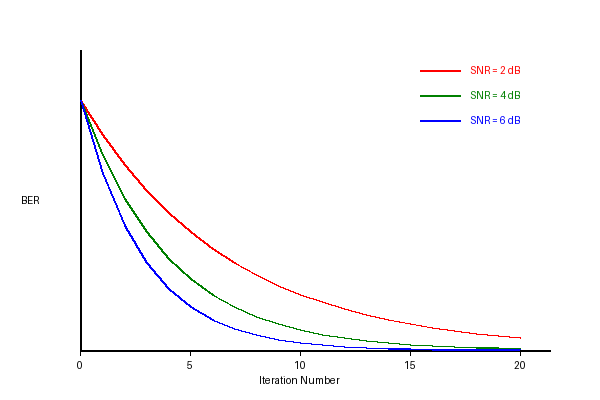 SNR = 2 dB
SNR = 4 dB
SNR = 6 dB
BER
0 5 10 15 20
Iteration Number